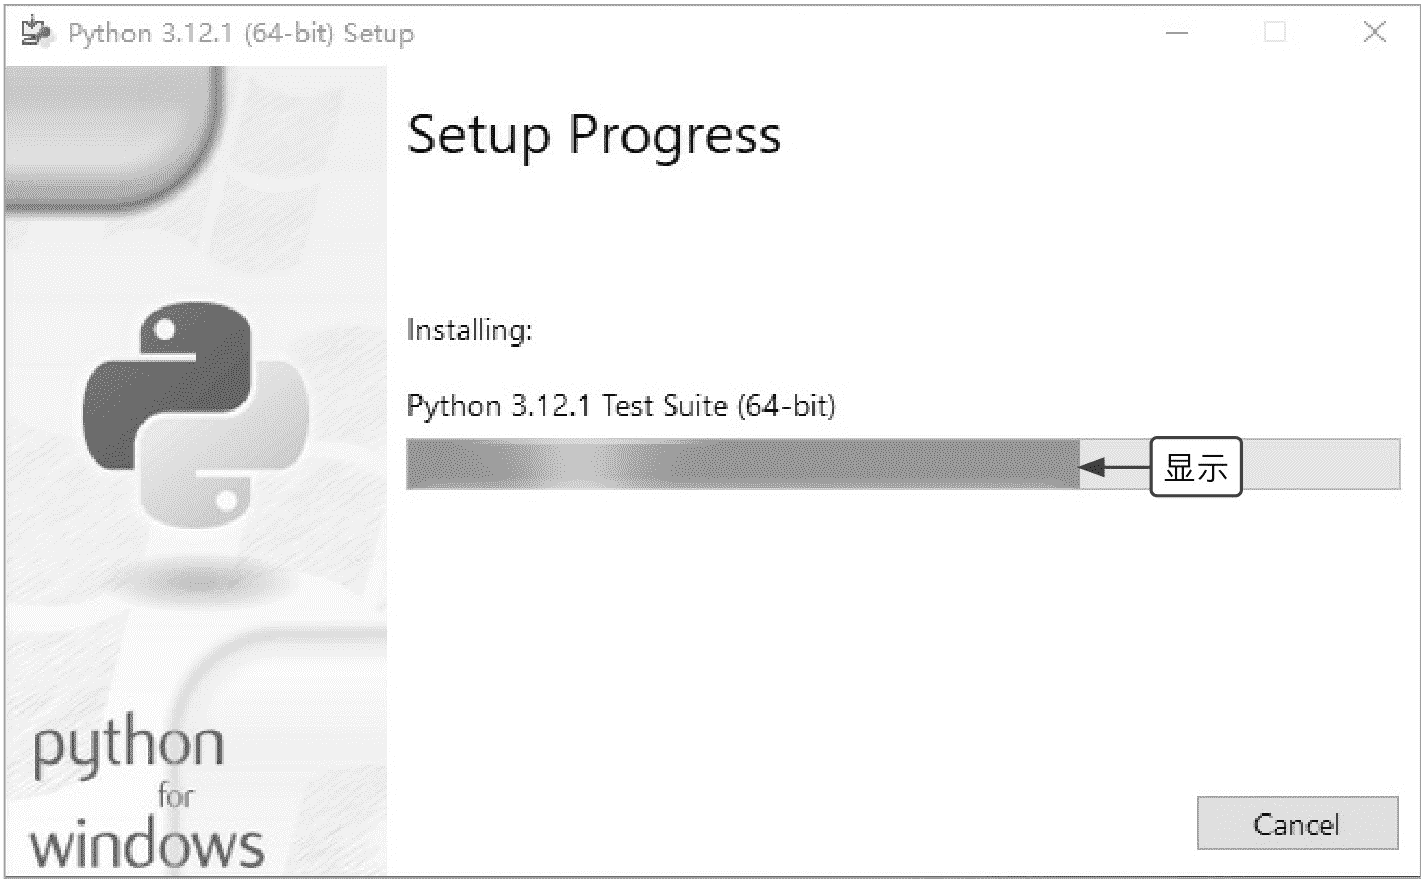 Python 3.12.1 (64-bit) Setup
Setup Progress
Installing:
Python 3.12.1 Test Suite (64-bit)
显示
python
for
windows
Cancel